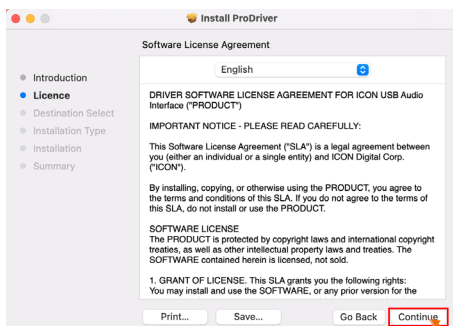 Install ProDriver
Software License Agreement
English
Introduction
Licence
Destination Select
Installation Type
Installation
Summary
DRIVER SOFTWARE LICENSE AGREEMENT FOR ICON USB Audio
Interface ("PRODUCT")
IMPORTANT NOTICE - PLEASE READ CAREFULLY:
This Software License Agreement ("SLA") is a legal agreement between
you (either an individual or a single entity) and ICON Digital Corp.
("ICON").
By installing, copying, or otherwise using the PRODUCT, you agree to
the terms and conditions of this SLA. If you do not agree to the terms of
this SLA, do not install or use the PRODUCT.
SOFTWARE LICENSE
The PRODUCT is protected by copyright laws and international copyright
treaties, as well as other intellectual property laws and treaties. The
SOFTWARE contained herein is licensed, not sold.
1. GRANT OF LICENSE. This SLA grants you the following rights:
You may install and use the SOFTWARE, or any prior version for the
Print...
Save...
Go Back
Continue